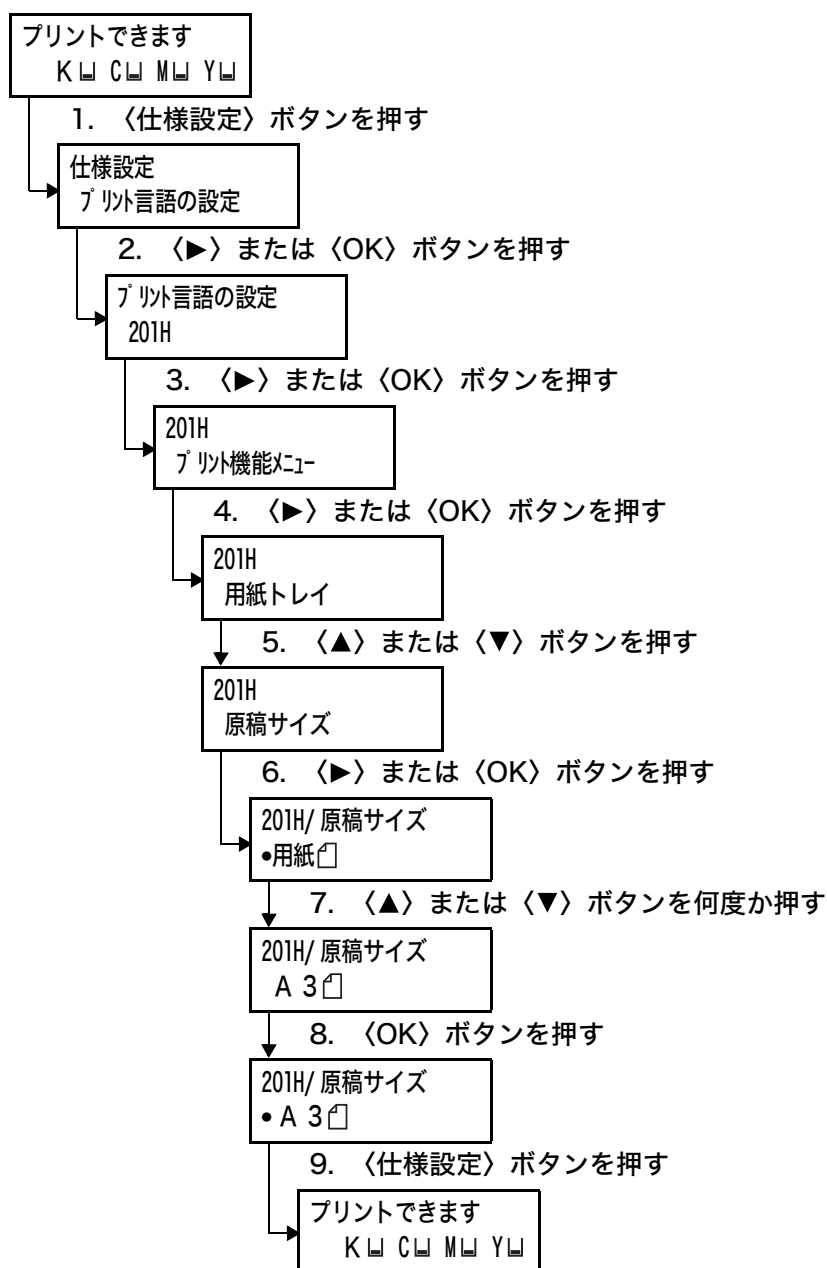 プリントできます
K C M Y
1. 〈仕様設定〉ボタンを押す
仕様設定
プリント言語の設定
2. 〈▶〉または〈OK〉ボタンを押す
プリント言語の設定
201H
3. 〈▶〉または〈OK〉ボタンを押す
201H
プリント機能メニュー
4. 〈▶〉または〈OK〉ボタンを押す
201H
用紙トレイ
5. 〈▲〉または〈▼〉ボタンを押す
201H
原稿サイズ
6. 〈▶〉または〈OK〉ボタンを押す
201H/ 原稿サイズ
●用紙
7. 〈▲〉または〈▼〉ボタンを何度か押す
201H/ 原稿サイズ
A 3
8. 〈OK〉ボタンを押す
201H/ 原稿サイズ
● A 3
9. 〈仕様設定〉ボタンを押す
プリントできます
K C M Y